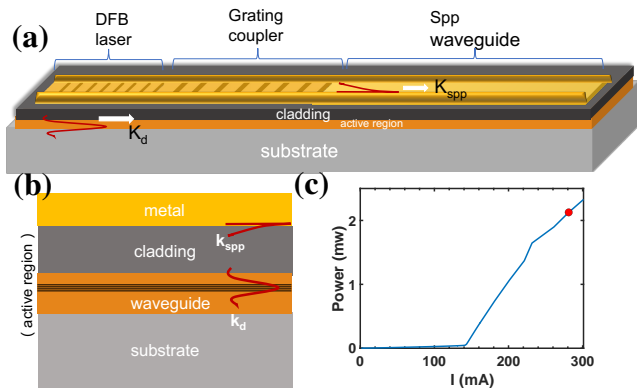 (a)
DFB
laser
Grating
coupler
Spp
waveguide
K_spp
K_d
cladding
active region
substrate
(b)
metal
k_spp
cladding
( active region )
waveguide
k_d
substrate
(c)
Power (mw)
2
1
0
0
100
200
300
I (mA)